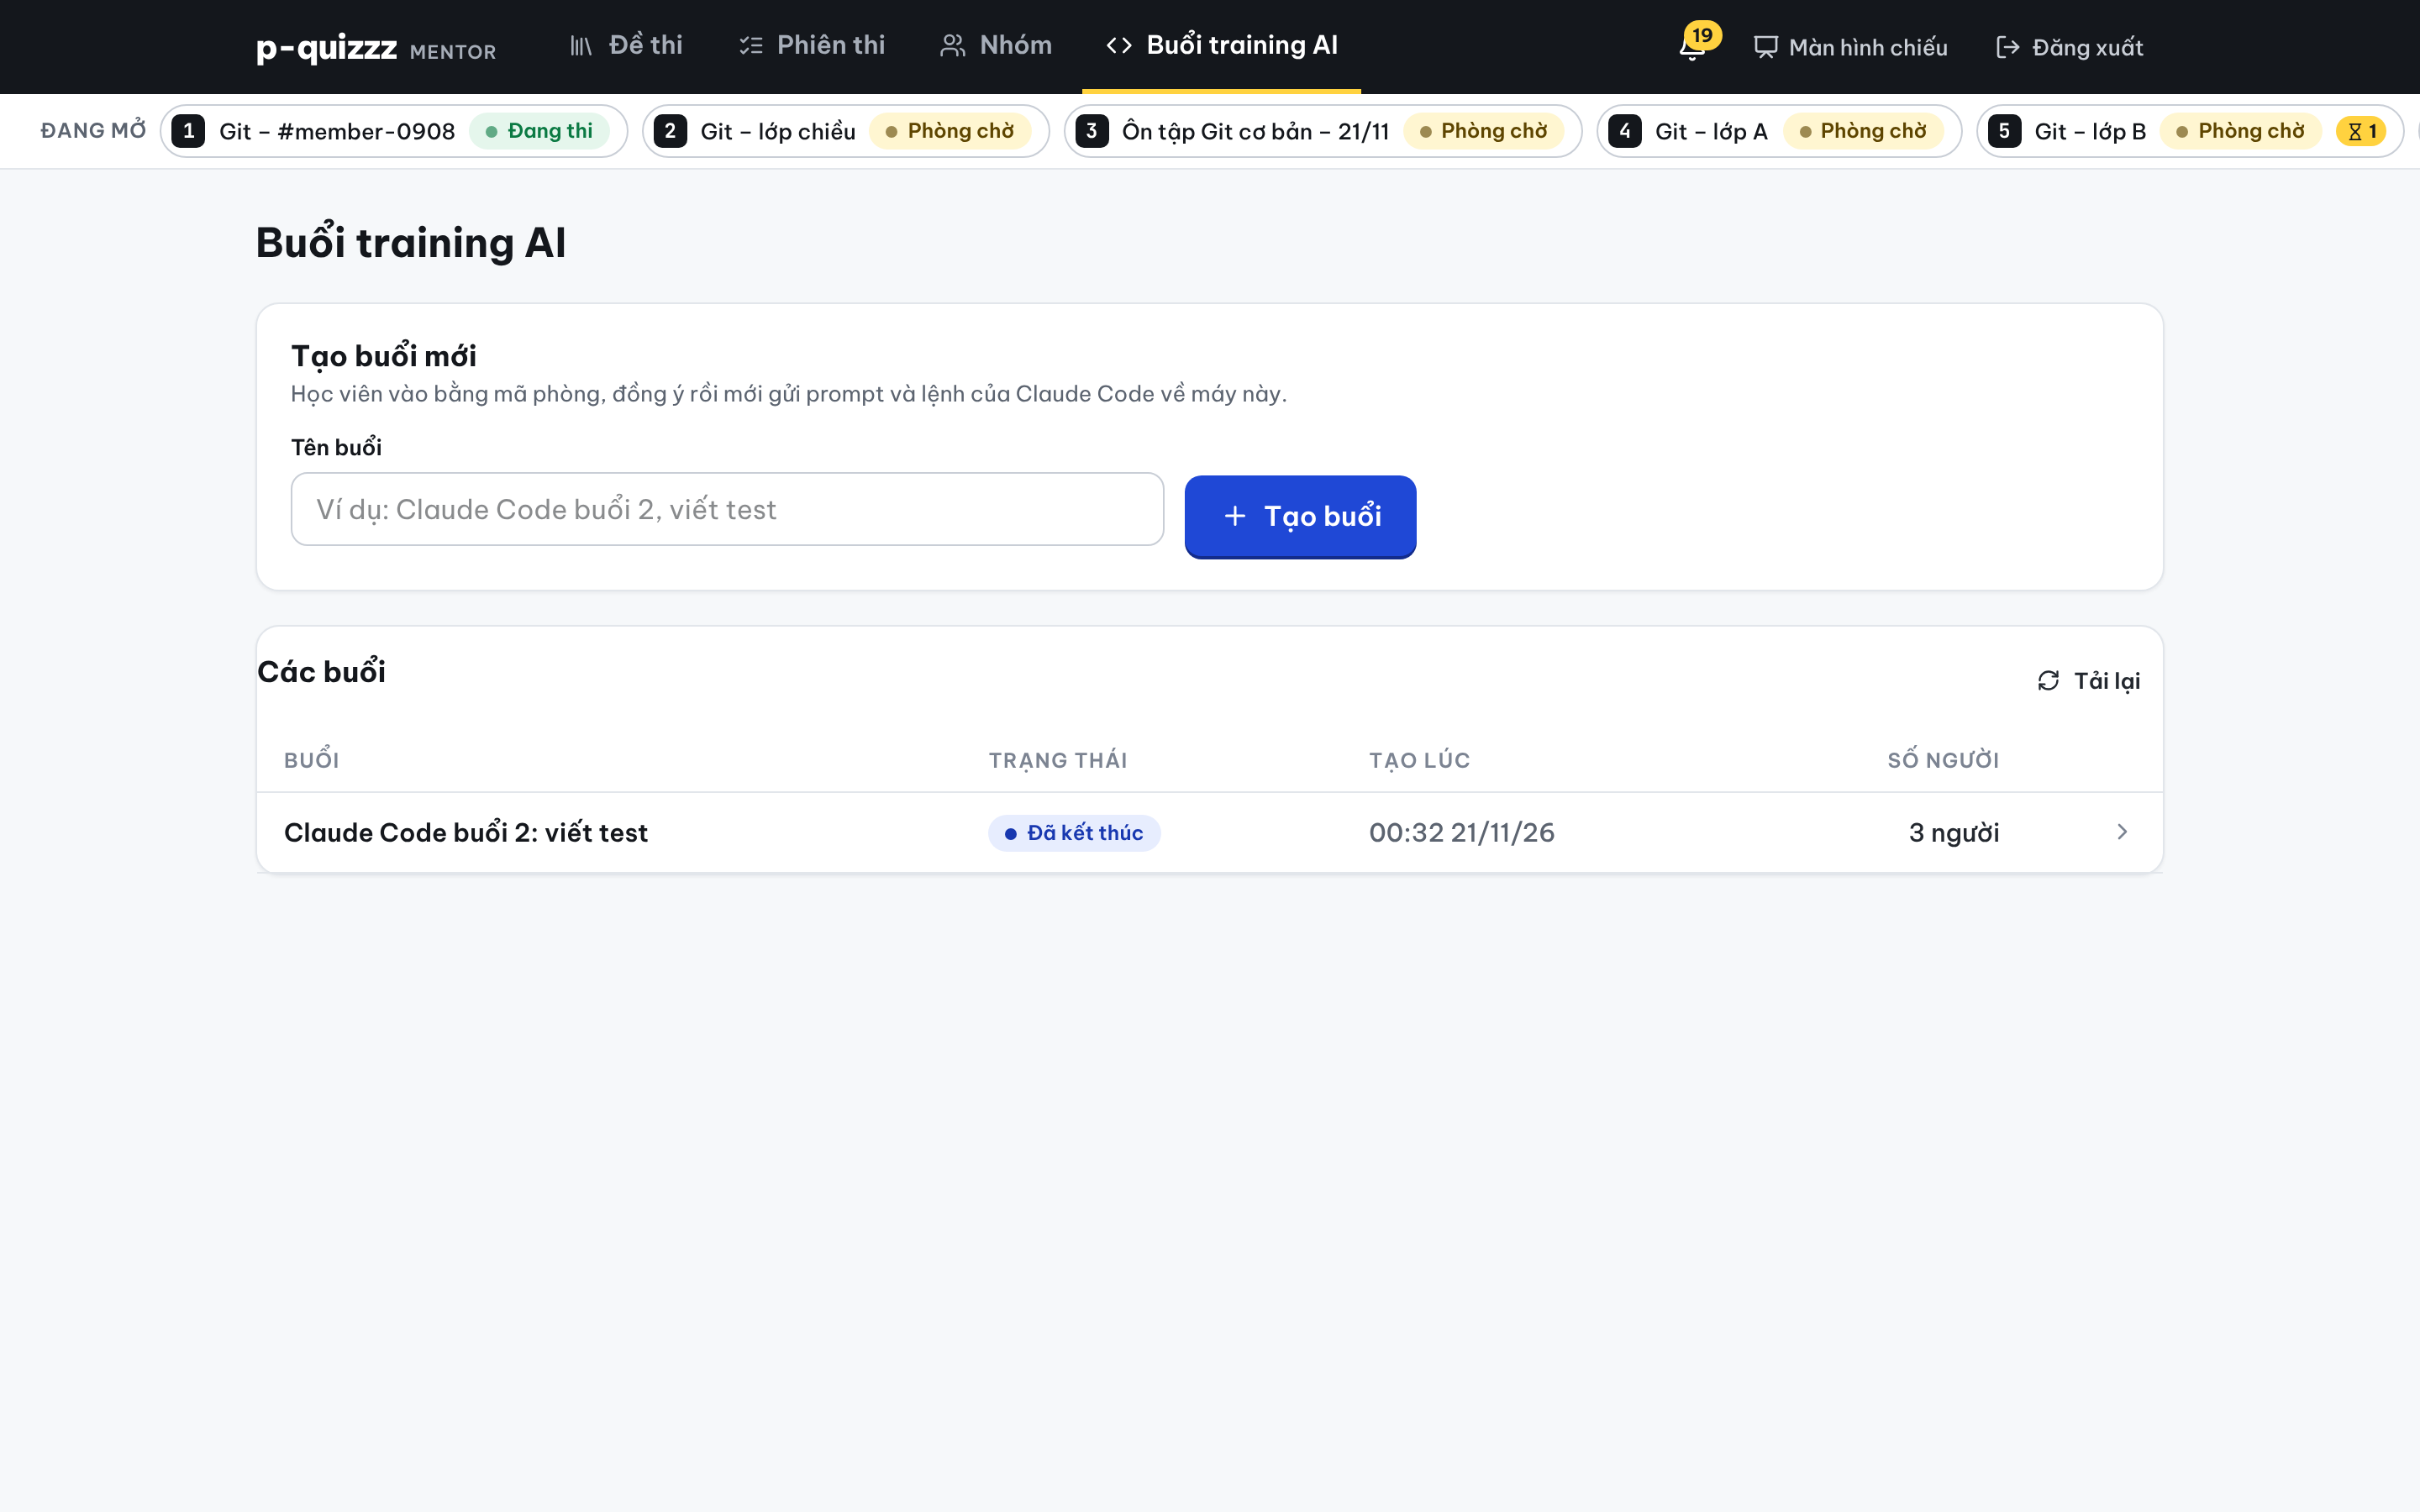 p-quizzz MENTOR Đề thi Phiên thi Nhóm Buổi training AI 19 Màn hình chiếu Đăng xuất
ĐANG MỞ 1 Git – #member-0908 Đang thi 2 Git – lớp chiều Phòng chờ 3 Ôn tập Git cơ bản – 21/11 Phòng chờ 4 Git – lớp A Phòng chờ 5 Git – lớp B Phòng chờ 1
Buổi training AI
Tạo buổi mới
Học viên vào bằng mã phòng, đồng ý rồi mới gửi prompt và lệnh của Claude Code về máy này.
Tên buổi
Ví dụ: Claude Code buổi 2, viết test
Tạo buổi
Các buổi
Tải lại
BUỔI TRẠNG THÁI TẠO LÚC SỐ NGƯỜI
Claude Code buổi 2: viết test Đã kết thúc 00:32 21/11/26 3 người